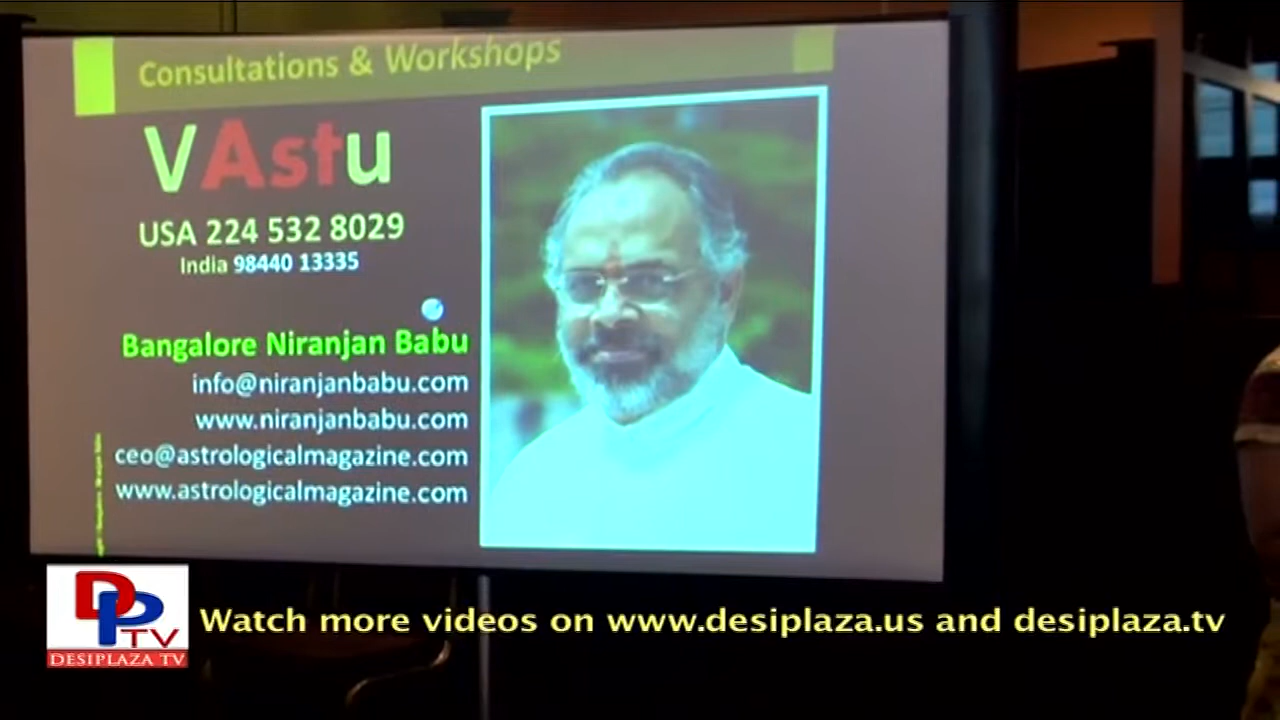 Consultations & Workshops
VAstu
USA 224 532 8029
India 98440 13335
Bangalore Niranjan Babu
info@niranjanbabu.com
www.niranjanbabu.com
ceo@astrologicalmagazine.com
www.astrologicalmagazine.com
DP
TV
DESIPLAZA TV
Watch more videos on www.desiplaza.us and desiplaza.tv